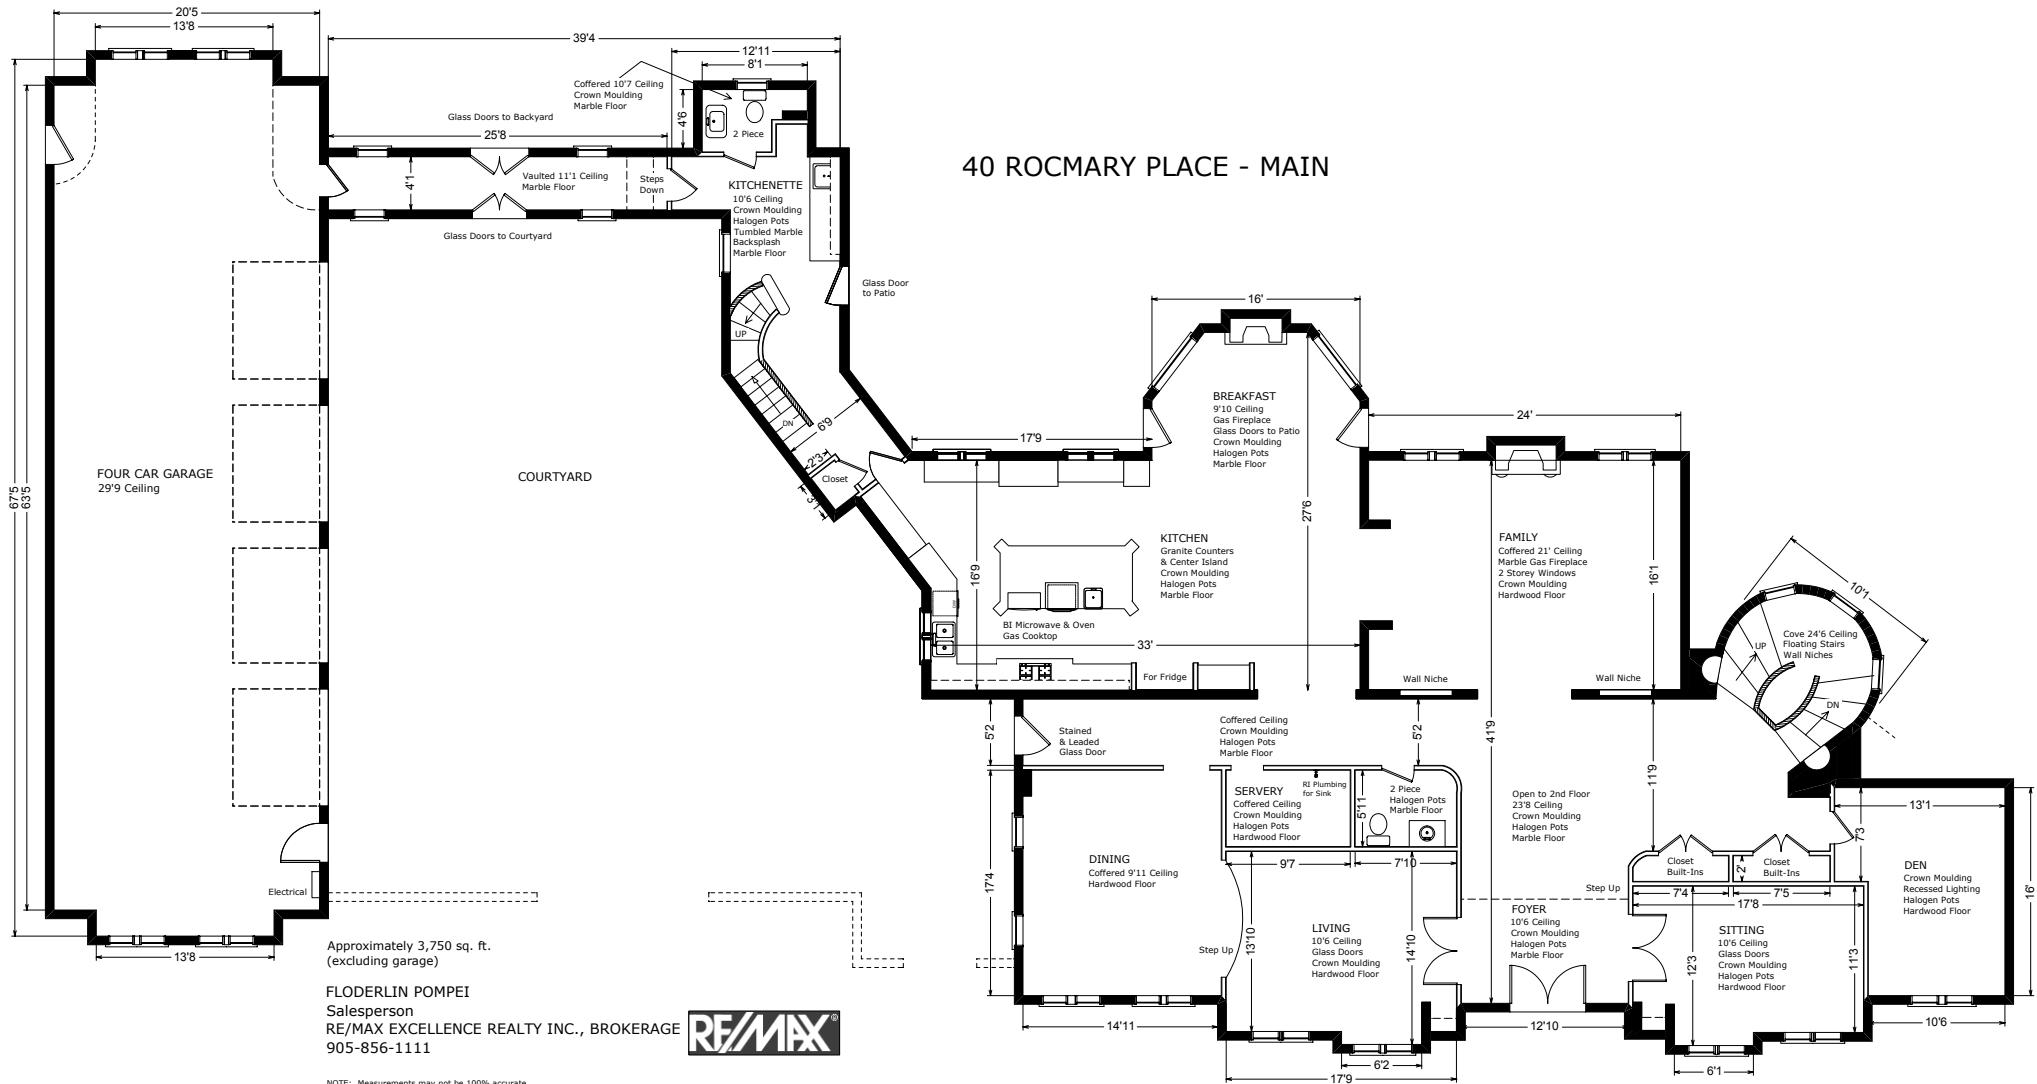 20'5
13'8
39'4
12'11
8'1
Coffered 10'7 Ceiling
Crown Moulding
Marble Floor
4'6
2 Piece
Glass Doors to Backyard
25'8
40 ROCMARY PLACE - MAIN
4'1
Vaulted 11'1 Ceiling
Marble Floor
Steps
Down
KITCHENETTE
10'6 Ceiling
Crown Moulding
Halogen Pots
Tumbled Marble
Backsplash
Marble Floor
Glass Doors to Courtyard
Glass Door
to Patio
UP
DN
6'9
2'3
Closet
3'1
67'5
63'5
FOUR CAR GARAGE
29'9 Ceiling
COURTYARD
16'
BREAKFAST
9'10 Ceiling
Gas Fireplace
Glass Doors to Patio
Crown Moulding
Halogen Pots
Marble Floor
17'9
24'
27'6
16'9
KITCHEN
Granite Counters
& Center Island
Crown Moulding
Halogen Pots
Marble Floor
BI Microwave & Oven
Gas Cooktop
33'
For Fridge
FAMILY
Coffered 21' Ceiling
Marble Gas Fireplace
2 Storey Windows
Crown Moulding
Hardwood Floor
16'1
41'9
Wall Niche
Wall Niche
10'1
Cove 24'6 Ceiling
Floating Stairs
Wall Niches
UP
DN
5'2
Stained
& Leaded
Glass Door
Coffered Ceiling
Crown Moulding
Halogen Pots
Marble Floor
5'2
11'9
SERVERY
Coffered Ceiling
Crown Moulding
Halogen Pots
Hardwood Floor
RI Plumbing
for Sink
5'11
2 Piece
Halogen Pots
Marble Floor
Open to 2nd Floor
23'8 Ceiling
Crown Moulding
Halogen Pots
Marble Floor
13'1
7'3
16'
DEN
Crown Moulding
Recessed Lighting
Halogen Pots
Hardwood Floor
17'4
DINING
Coffered 9'11 Ceiling
Hardwood Floor
9'7
7'10
Closet
Built-Ins
2'
Closet
Built-Ins
Step Up
7'4
7'5
17'8
Electrical
FOYER
10'6 Ceiling
Crown Moulding
Halogen Pots
Marble Floor
Step Up
13'10
LIVING
10'6 Ceiling
Glass Doors
Crown Moulding
Hardwood Floor
14'10
12'3
SITTING
10'6 Ceiling
Glass Doors
Crown Moulding
Halogen Pots
Hardwood Floor
11'3
13'8
14'11
12'10
10'6
6'2
6'1
17'9
Approximately 3,750 sq. ft.
(excluding garage)
FLODERLIN POMPEI
Salesperson
RE/MAX EXCELLENCE REALTY INC., BROKERAGE
905-856-1111
RE/MAX®
NOTE: Measurements may not be 100% accurate